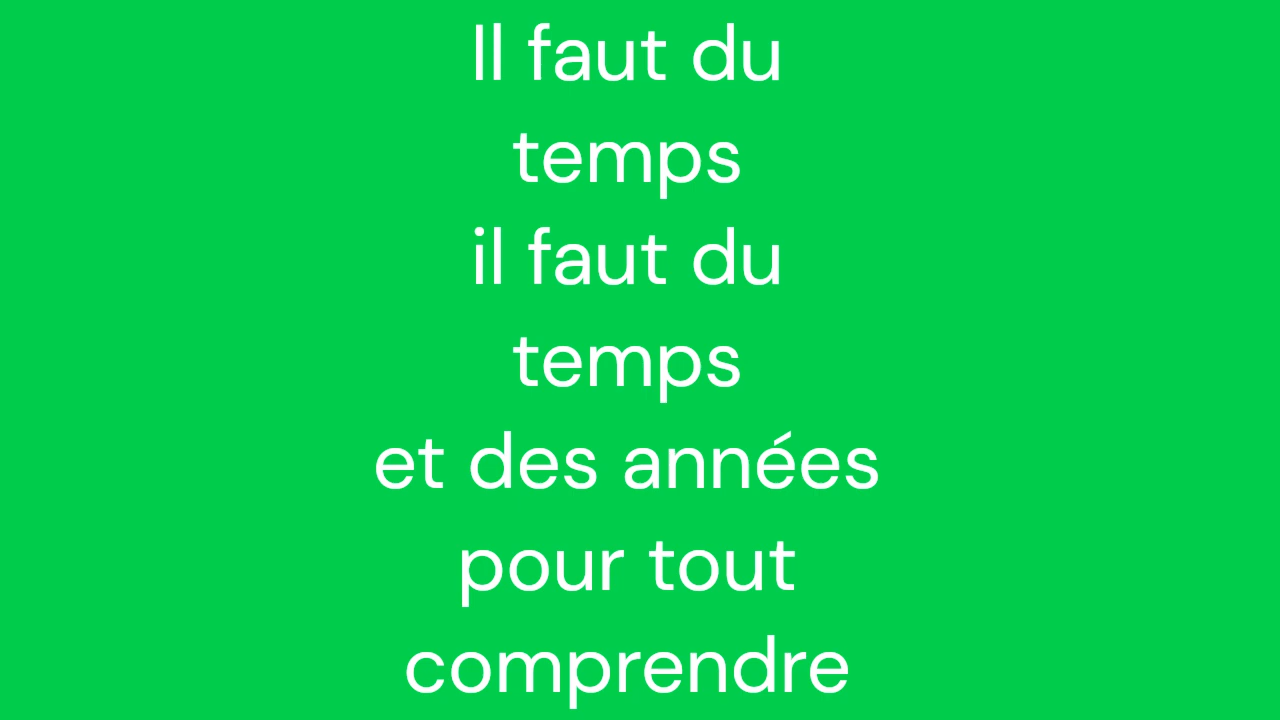 Il faut du
temps
il faut du
temps
et des années
pour tout
comprendre